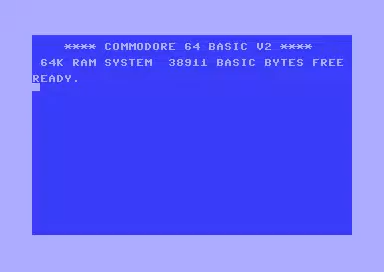 **** COMMODORE 64 BASIC V2 ****
64K RAM SYSTEM  38911 BASIC BYTES FREE
READY.